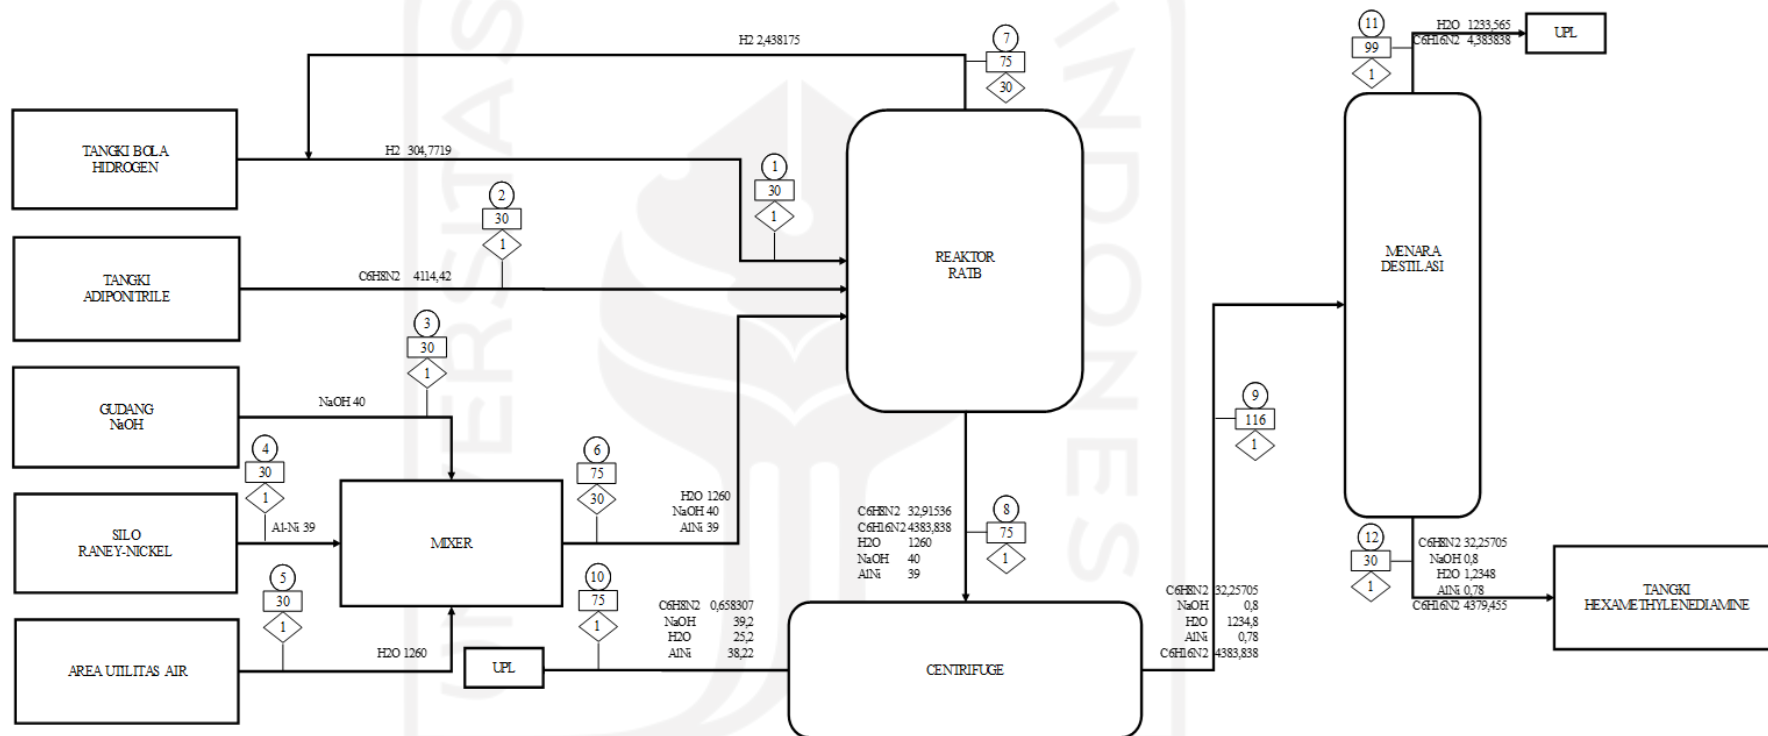 H2 2,438175
7
75
30
11
99
1
H2O 1233,565
C6H16N2 4,383838
UPL
TANGKI BOLA
HIDROGEN
H2 304,7719
1
30
1
2
30
1
TANGKI
ADIPONITRILE
C6H8N2 4114,42
REAKTOR
RATB
MENARA
DESTILASI
3
30
1
GUDANG
NaOH
NaOH 40
4
30
1
SILO
RANEY-NICKEL
Al-Ni 39
MIXER
6
75
30
H2O 1260
NaOH 40
AlNi 39
C6H8N2 32,91536
C6H16N2 4383,838
H2O 1260
NaOH 40
AlNi 39
8
75
1
9
116
1
5
30
1
AREA UTILITAS AIR
H2O 1260
UPL
10
75
1
C6H8N2 0,658307
NaOH 39,2
H2O 25,2
AlNi 38,22
CENTRIFUGE
C6H8N2 32,25705
NaOH 0,8
H2O 1234,8
AlNi 0,78
C6H16N2 4383,838
12
30
1
C6H8N2 32,25705
NaOH 0,8
H2O 1,2348
AlNi 0,78
C6H16N2 4379,455
TANGKI
HEXAMETHYLENEDIAMINE